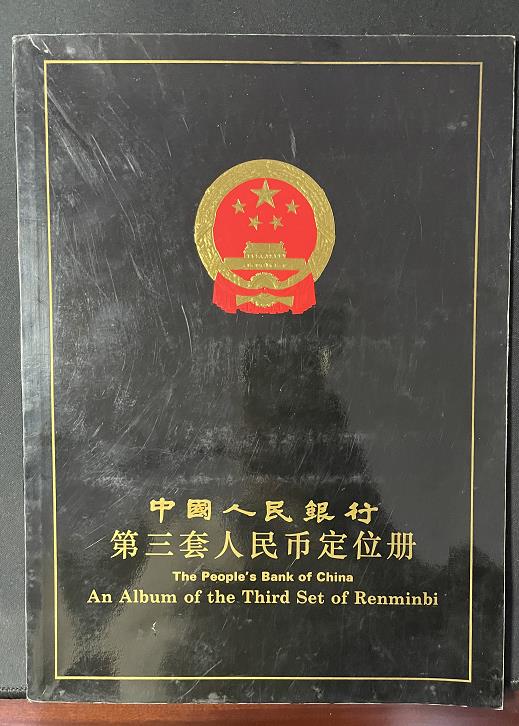 中國人民銀行
第三套人民币定位册
The People's Bank of China
An Album of the Third Set of Renminbi